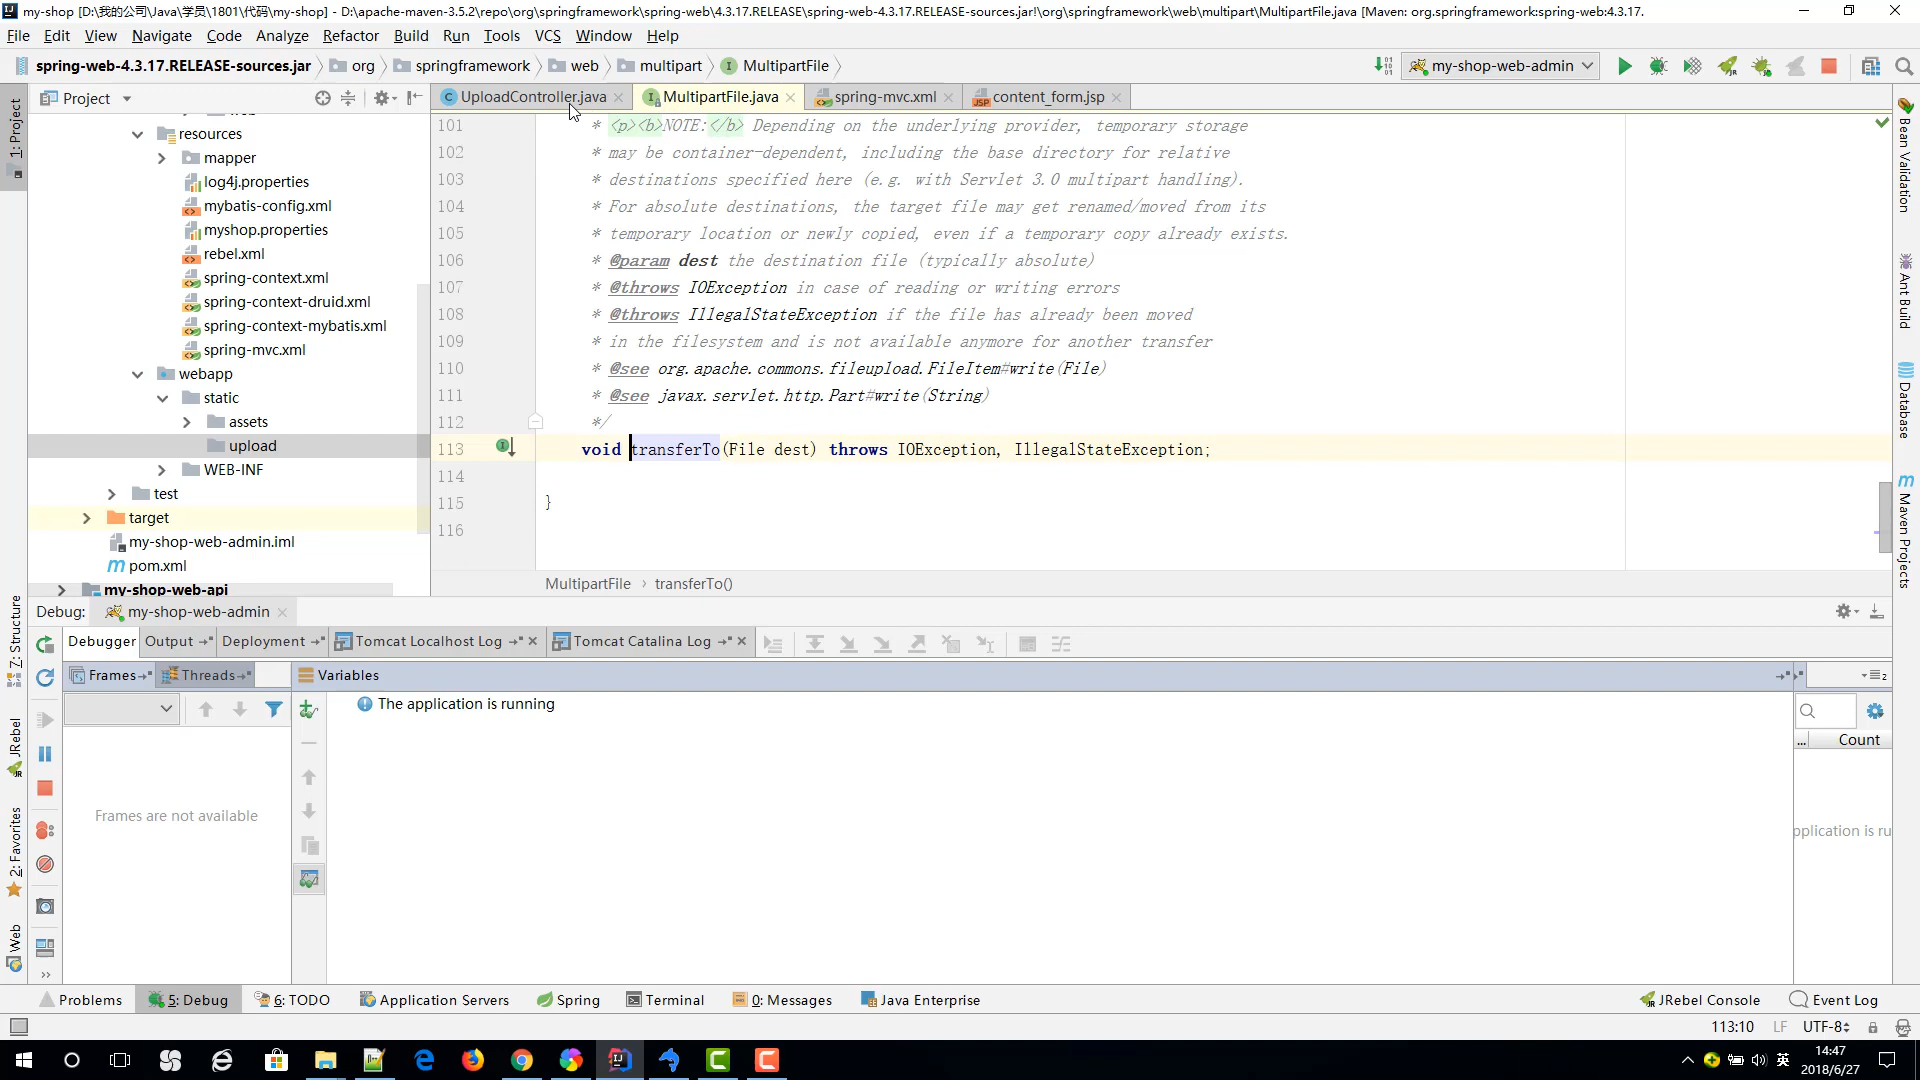 my-shop [D:\我的公司\Java\学员\1801\代码\my-shop] - D:\apache-maven-3.5.2\repo\org\springframework\spring-web\4.3.17.RELEASE\spring-web-4.3.17.RELEASE-sources.jar!\org\springframework\web\multipart\MultipartFile.java [Maven: org.springframework:spring-web:4.3.17.
File Edit View Navigate Code Analyze Refactor Build Run Tools VCS Window Help
spring-web-4.3.17.RELEASE-sources.jar org springframework web multipart MultipartFile my-shop-web-admin
Project UploadController.java MultipartFile.java spring-mvc.xml content_form.jsp
1: Project
7: Structure
JRebel
2: Favorites
Web
resources
mapper
log4j.properties
mybatis-config.xml
myshop.properties
rebel.xml
spring-context.xml
spring-context-druid.xml
spring-context-mybatis.xml
spring-mvc.xml
webapp
static
assets
upload
WEB-INF
test
target
my-shop-web-admin.iml
pom.xml
my-shop-web-api
101 * <p><b>NOTE:</b> Depending on the underlying provider, temporary storage
102 * may be container-dependent, including the base directory for relative
103 * destinations specified here (e.g. with Servlet 3.0 multipart handling).
104 * For absolute destinations, the target file may get renamed/moved from its
105 * temporary location or newly copied, even if a temporary copy already exists.
106 * @param dest the destination file (typically absolute)
107 * @throws IOException in case of reading or writing errors
108 * @throws IllegalStateException if the file has already been moved
109 * in the filesystem and is not available anymore for another transfer
110 * @see org.apache.commons.fileupload.FileItem#write(File)
111 * @see javax.servlet.http.Part#write(String)
112 */
113 void transferTo(File dest) throws IOException, IllegalStateException;
114
115 }
116
MultipartFile › transferTo()
Bean Validation
Ant Build
Database
Maven Projects
Debug: my-shop-web-admin
Debugger Output Deployment Tomcat Localhost Log Tomcat Catalina Log
Frames Threads Variables
The application is running
Frames are not available
... Count
pplication is ru
Problems 5: Debug 6: TODO Application Servers Spring Terminal 0: Messages Java Enterprise JRebel Console Event Log
113:10 LF UTF-8
英 14:47
2018/6/27